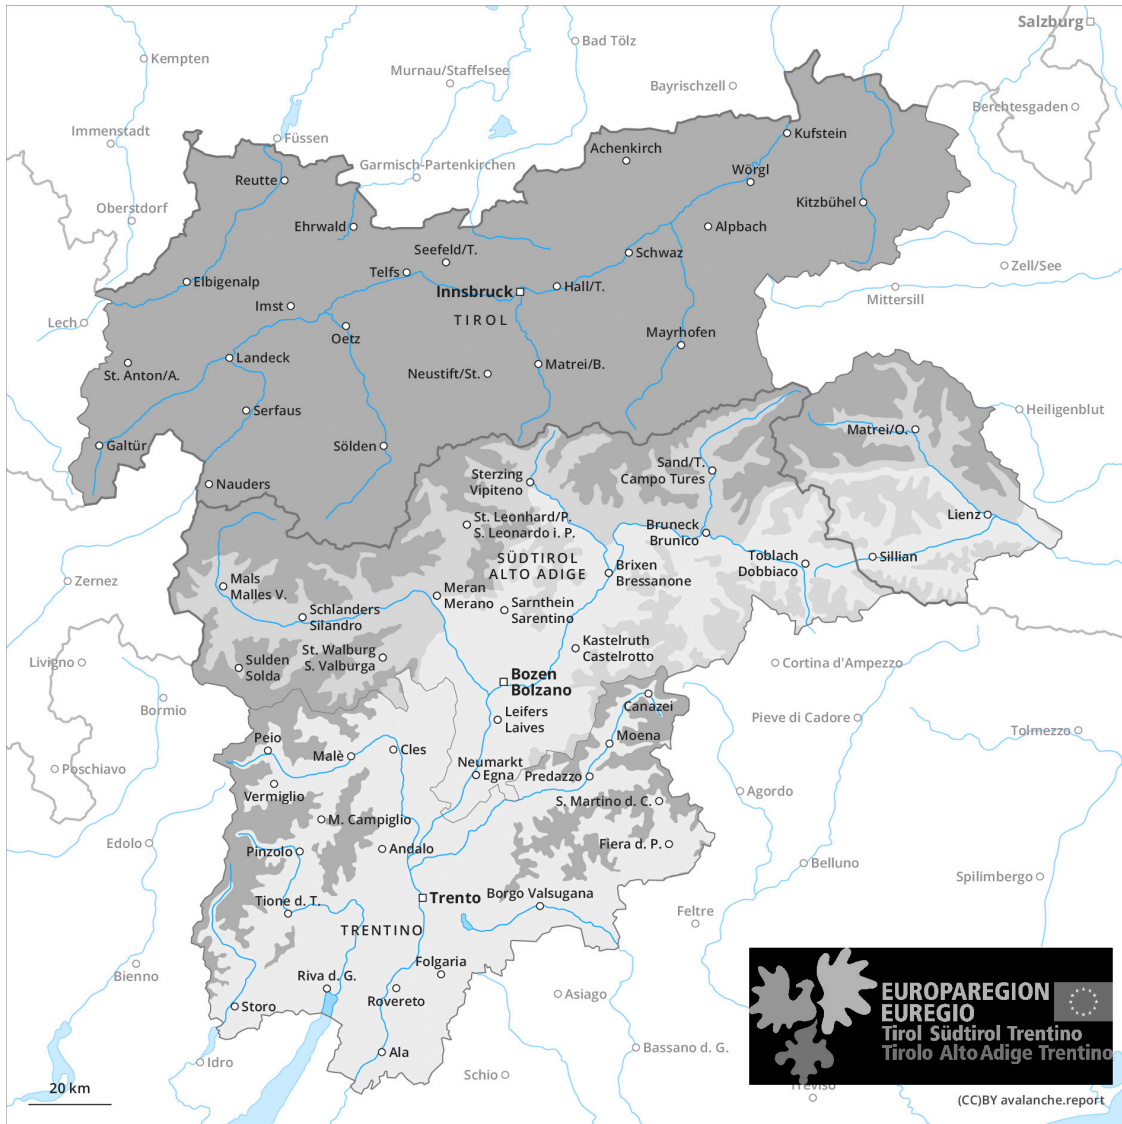 Salzburg
Bad Tölz
Kempten
Murnau/Staffelsee
Bayrischzell
Berchtesgaden
Immenstadt
Füssen
Kufstein
Achenkirch
Garmisch-Partenkirchen
Wörgl
Reutte
Kitzbühel
Oberstdorf
Ehrwald
Alpbach
Seefeld/T.
Schwaz
Telfs
Zell/See
Elbigenalp
Hall/T.
Innsbruck
Mittersill
Imst
TIROL
Lech
Oetz
Mayrhofen
Landeck
Matrei/B.
St. Anton/A.
Neustift/St.
Serfaus
Heiligenblut
Matrei/O.
Galtür
Sölden
Sand/T.
Campo Tures
Sterzing
Vipiteno
Nauders
Lienz
St. Leonhard/P.
S. Leonardo i. P.
Bruneck
Brunico
SÜDTIROL
ALTO ADIGE
Toblach
Dobbiaco
Sillian
Brixen
Bressanone
Zernez
Mals
Malles V.
Meran
Merano
Sarnthein
Sarentino
Schlanders
Silandro
Kastelruth
Castelrotto
St. Walburg
S. Valburga
Livigno
Sulden
Solda
Cortina d'Ampezzo
Bozen
Bolzano
Bormio
Canazei
Leifers
Laives
Pieve di Cadore
Tolmezzo
Peio
Moena
Malè
Cles
Neumarkt
Egna
Predazzo
Poschiavo
Vermiglio
Agordo
S. Martino d. C.
M. Campiglio
Edolo
Pinzolo
Andalo
Fiera d. P.
Belluno
Spilimbergo
Tione d. T.
Trento
Borgo Valsugana
Feltre
TRENTINO
Folgaria
Bienno
Riva d. G.
Rovereto
Asiago
Storo
EUROPAREGION
EUREGIO
Tirol Südtirol Trentino
Tirolo Alto Adige Trentino
Ala
Idro
Bassano d. G.
Schio
Treviso
20 km
(CC)BY avalanche.report